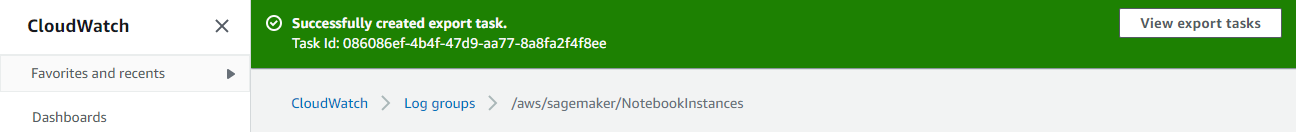 CloudWatch
Successfully created export task.
Task Id: 086086ef-4b4f-47d9-aa77-8a8fa2f4f8ee
View export tasks
Favorites and recents
CloudWatch > Log groups > /aws/sagemaker/NotebookInstances
Dashboards